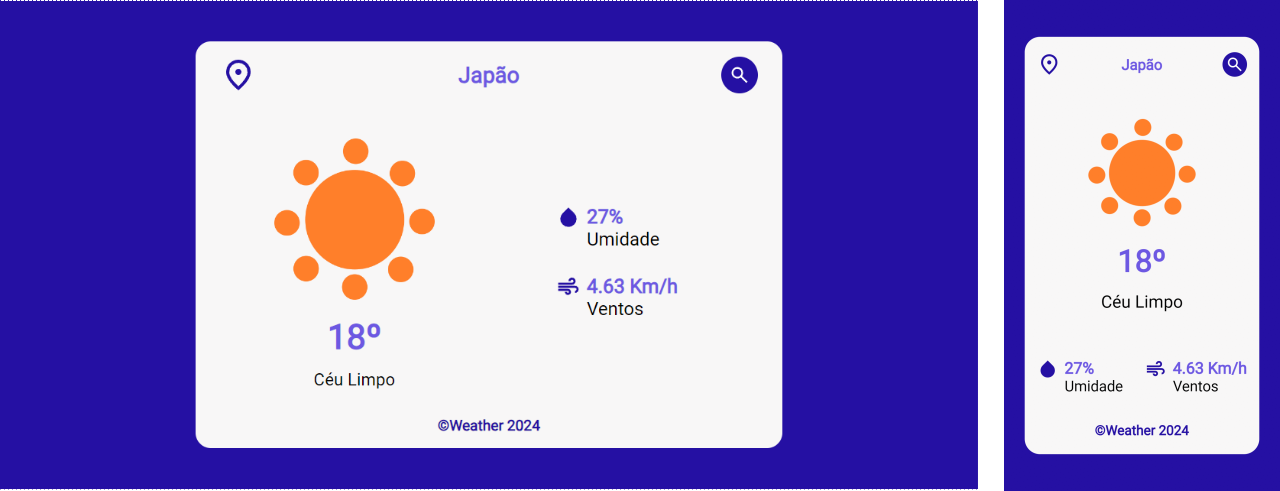 Japão
27%
Umidade
4.63 Km/h
Ventos
18º
Céu Limpo
©Weather 2024
Japão
18º
Céu Limpo
27%
Umidade
4.63 Km/h
Ventos
©Weather 2024